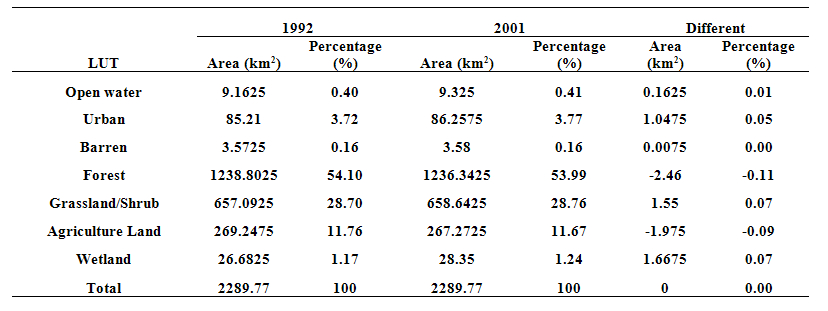 1992 2001 Different
Percentage Percentage Area Percentage
LUT Area (km²) (%) Area (km²) (%) (km²) (%)
Open water 9.1625 0.40 9.325 0.41 0.1625 0.01
Urban 85.21 3.72 86.2575 3.77 1.0475 0.05
Barren 3.5725 0.16 3.58 0.16 0.0075 0.00
Forest 1238.8025 54.10 1236.3425 53.99 -2.46 -0.11
Grassland/Shrub 657.0925 28.70 658.6425 28.76 1.55 0.07
Agriculture Land 269.2475 11.76 267.2725 11.67 -1.975 -0.09
Wetland 26.6825 1.17 28.35 1.24 1.6675 0.07
Total 2289.77 100 2289.77 100 0 0.00